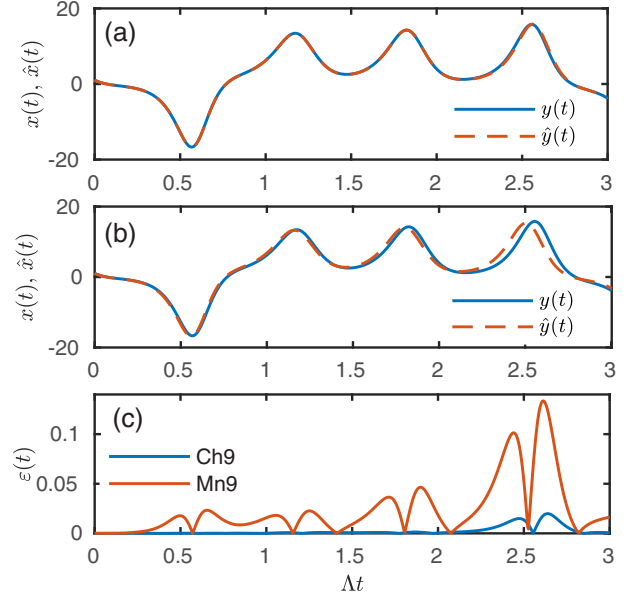 20
(a)
x(t), x̂(t)
0
y(t)
ŷ(t)
-20
0 0.5 1 1.5 2 2.5 3
20
(b)
x(t), x̂(t)
0
y(t)
ŷ(t)
-20
0 0.5 1 1.5 2 2.5 3
(c)
0.1
ε(t)
Ch9
0.05
Mn9
0
0 0.5 1 1.5 2 2.5 3
Λt